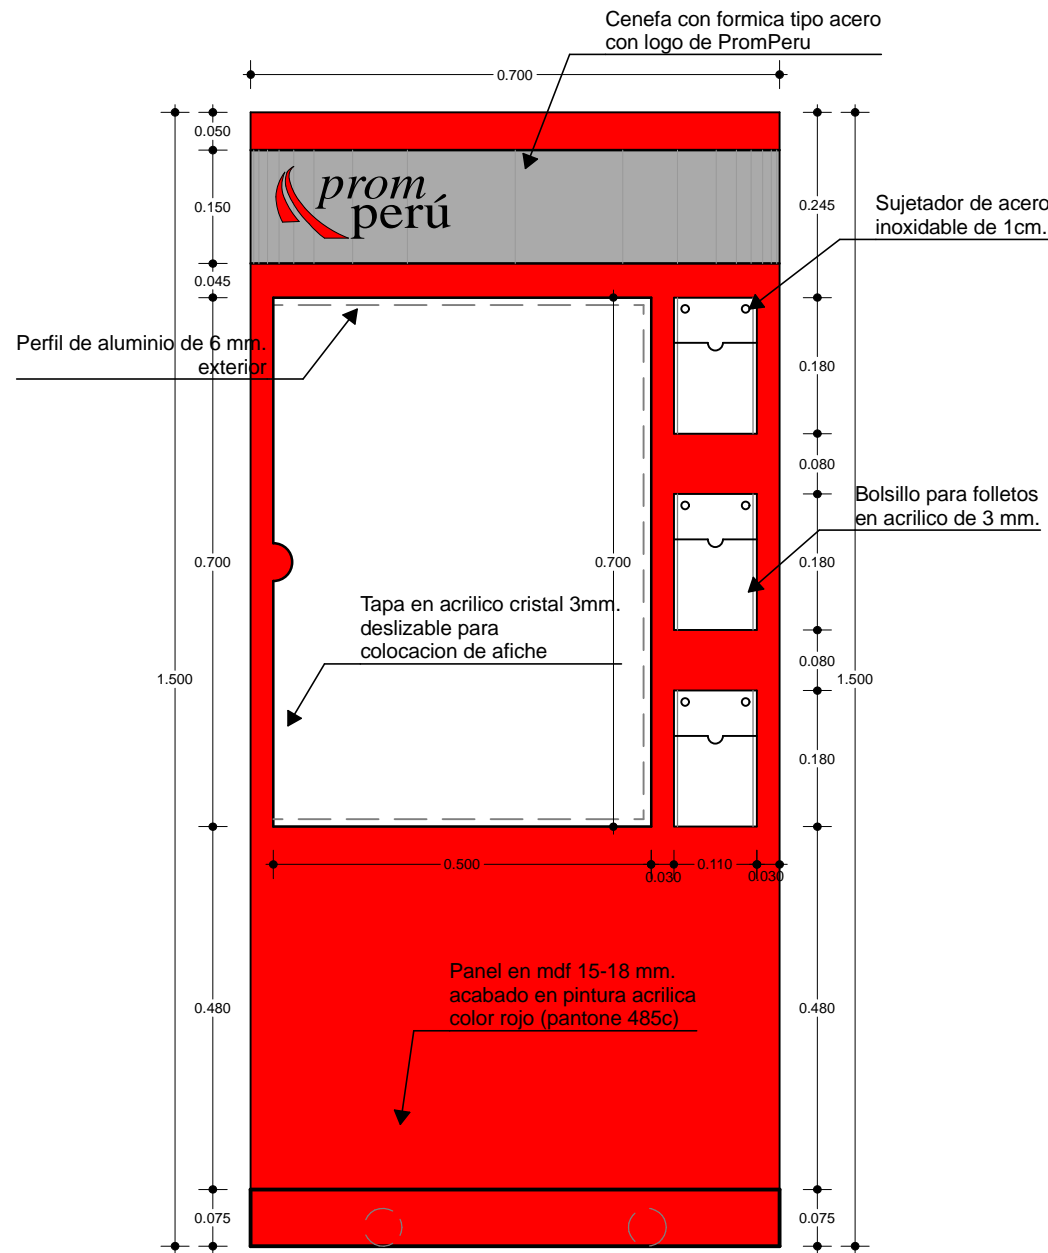 Cenefa con formica tipo acero
con logo de PromPeru
0.700
0.050
0.150
0.045
prom
perú
0.245
Sujetador de acero
inoxidable de 1cm.
Perfil de aluminio de 6 mm.
exterior
0.180
0.080
Bolsillo para folletos
en acrilico de 3 mm.
0.700
0.700
0.180
Tapa en acrilico cristal 3mm.
deslizable para
colocacion de afiche
0.080
1.500
1.500
0.180
0.500
0.030
0.110
0.030
Panel en mdf 15-18 mm.
acabado en pintura acrilica
color rojo (pantone 485c)
0.480
0.480
0.075
0.075